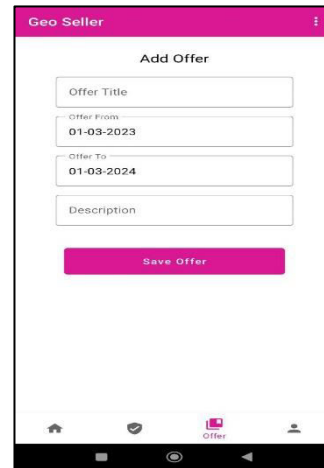 Geo Seller
Add Offer
Offer Title
Offer From
01-03-2023
Offer To
01-03-2024
Description
Save Offer
Offer